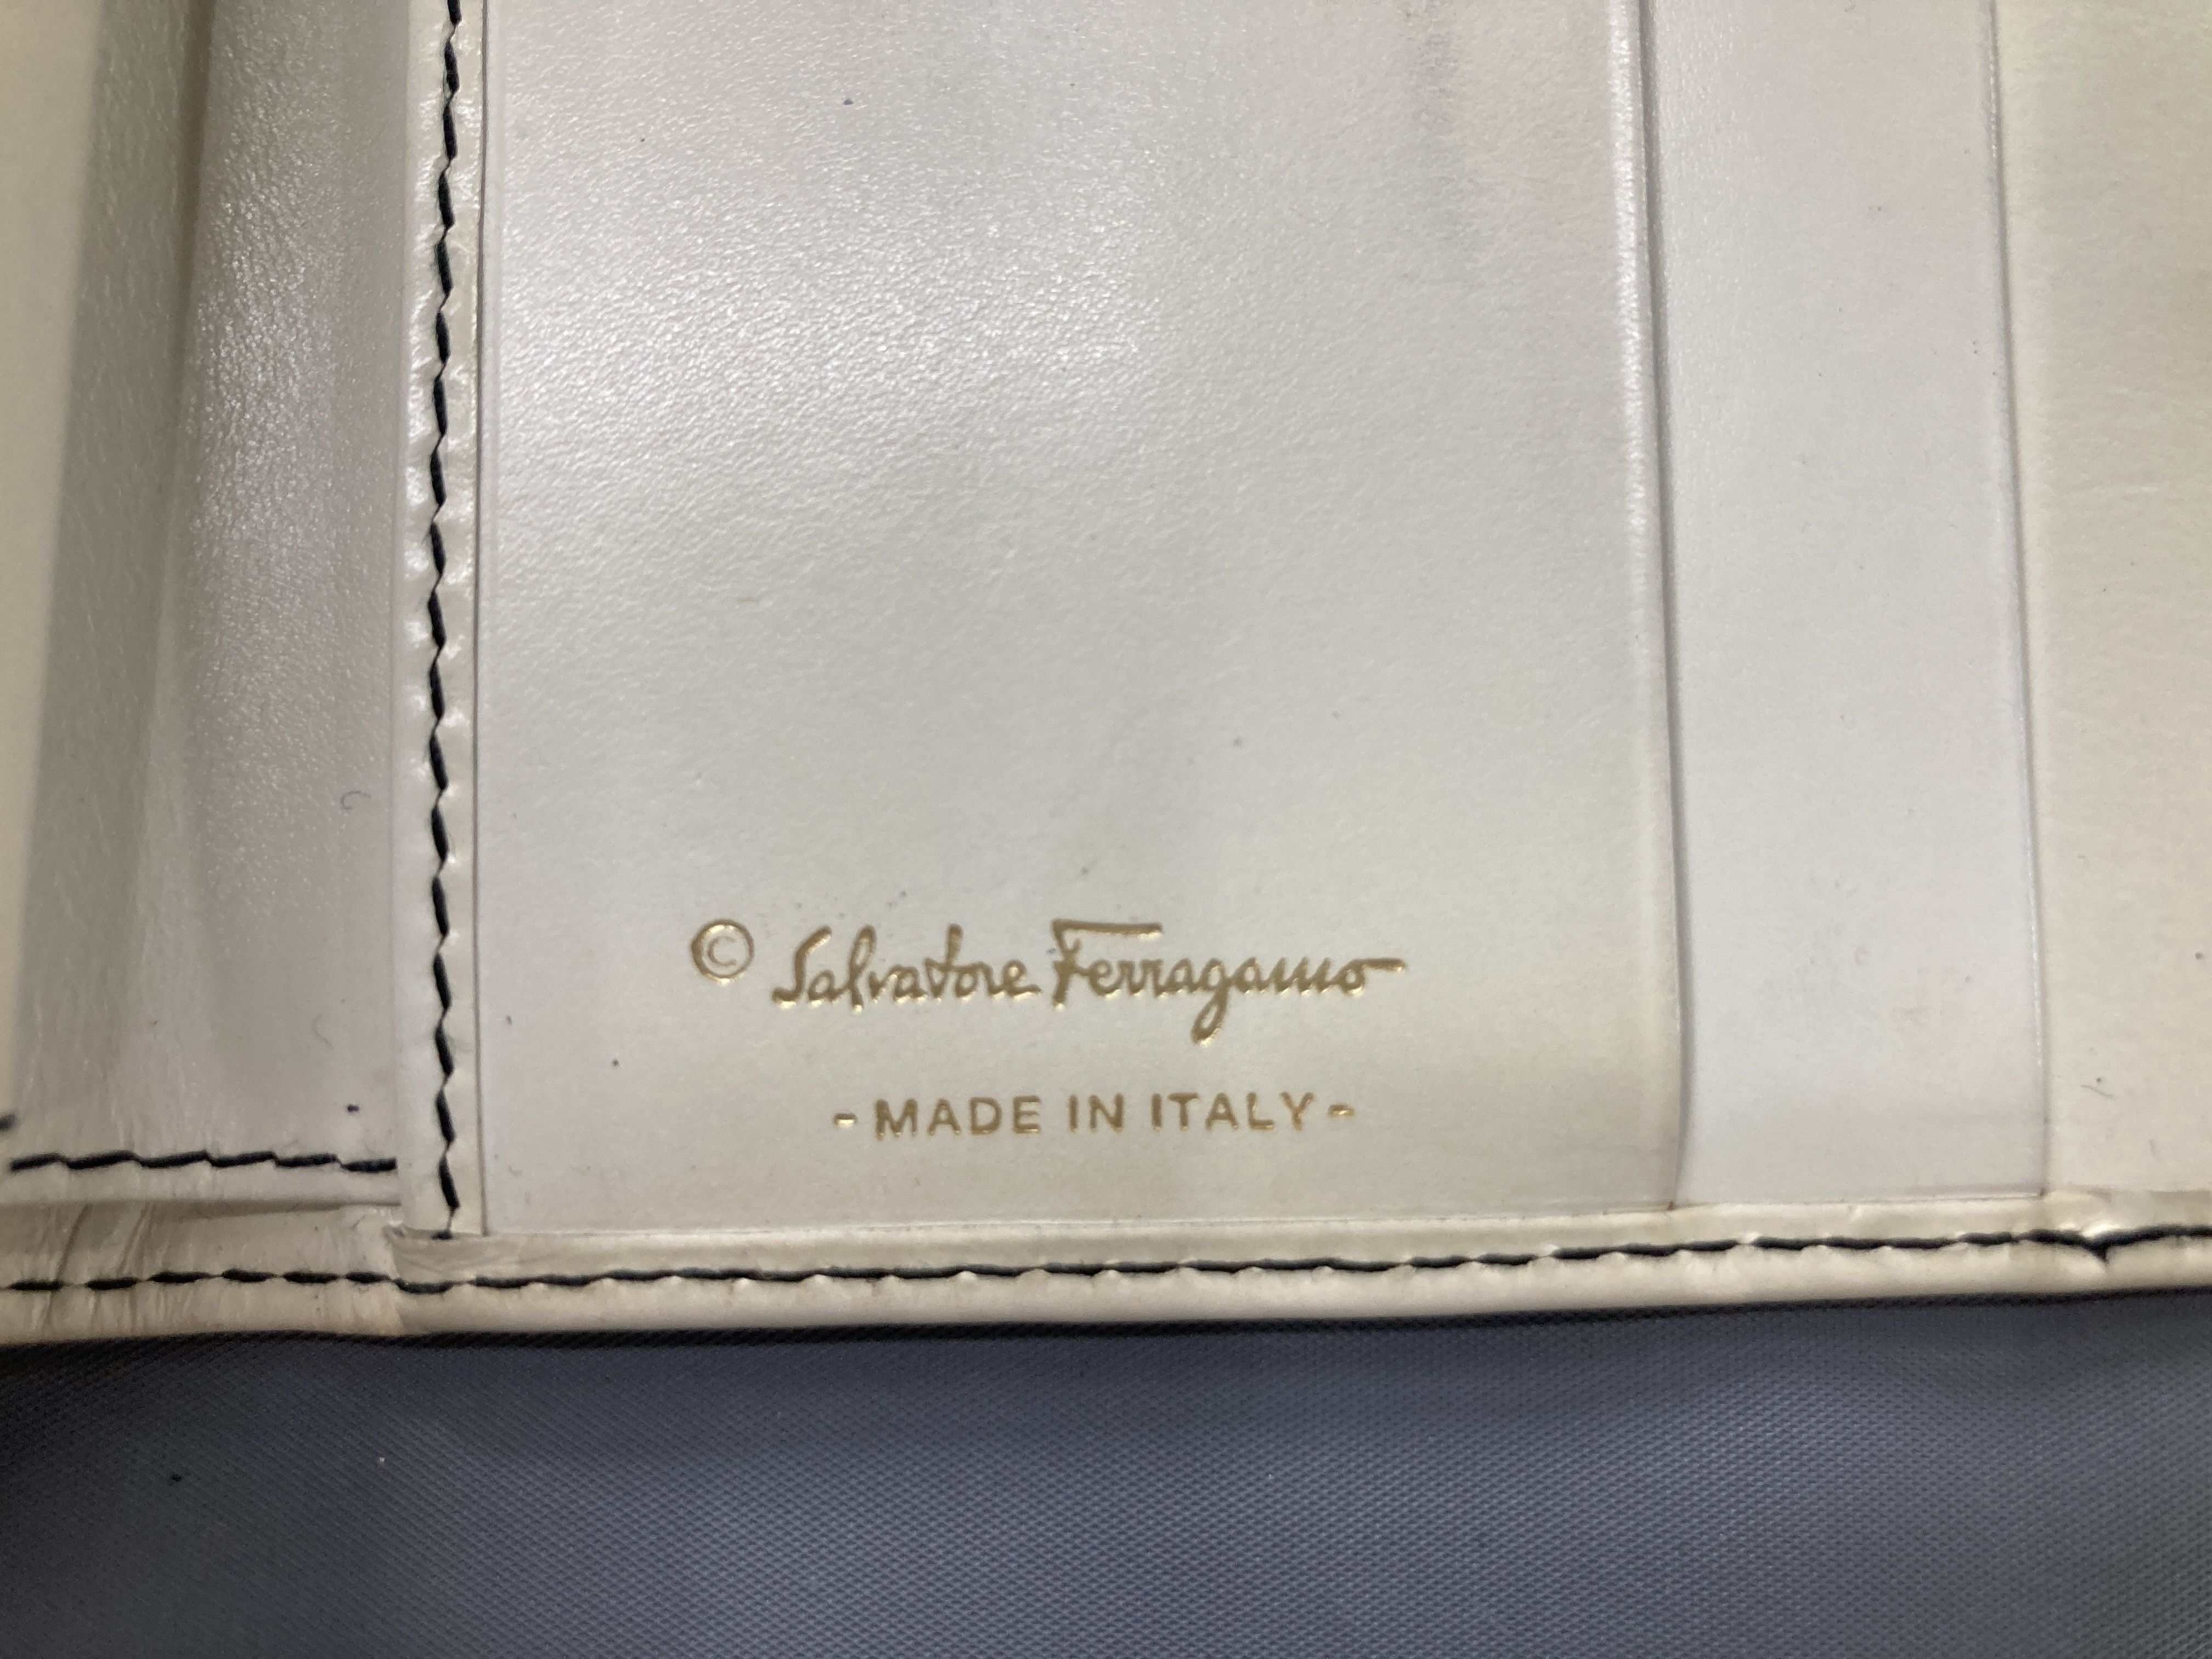 © Salvatore Ferragamo
-MADE IN ITALY-